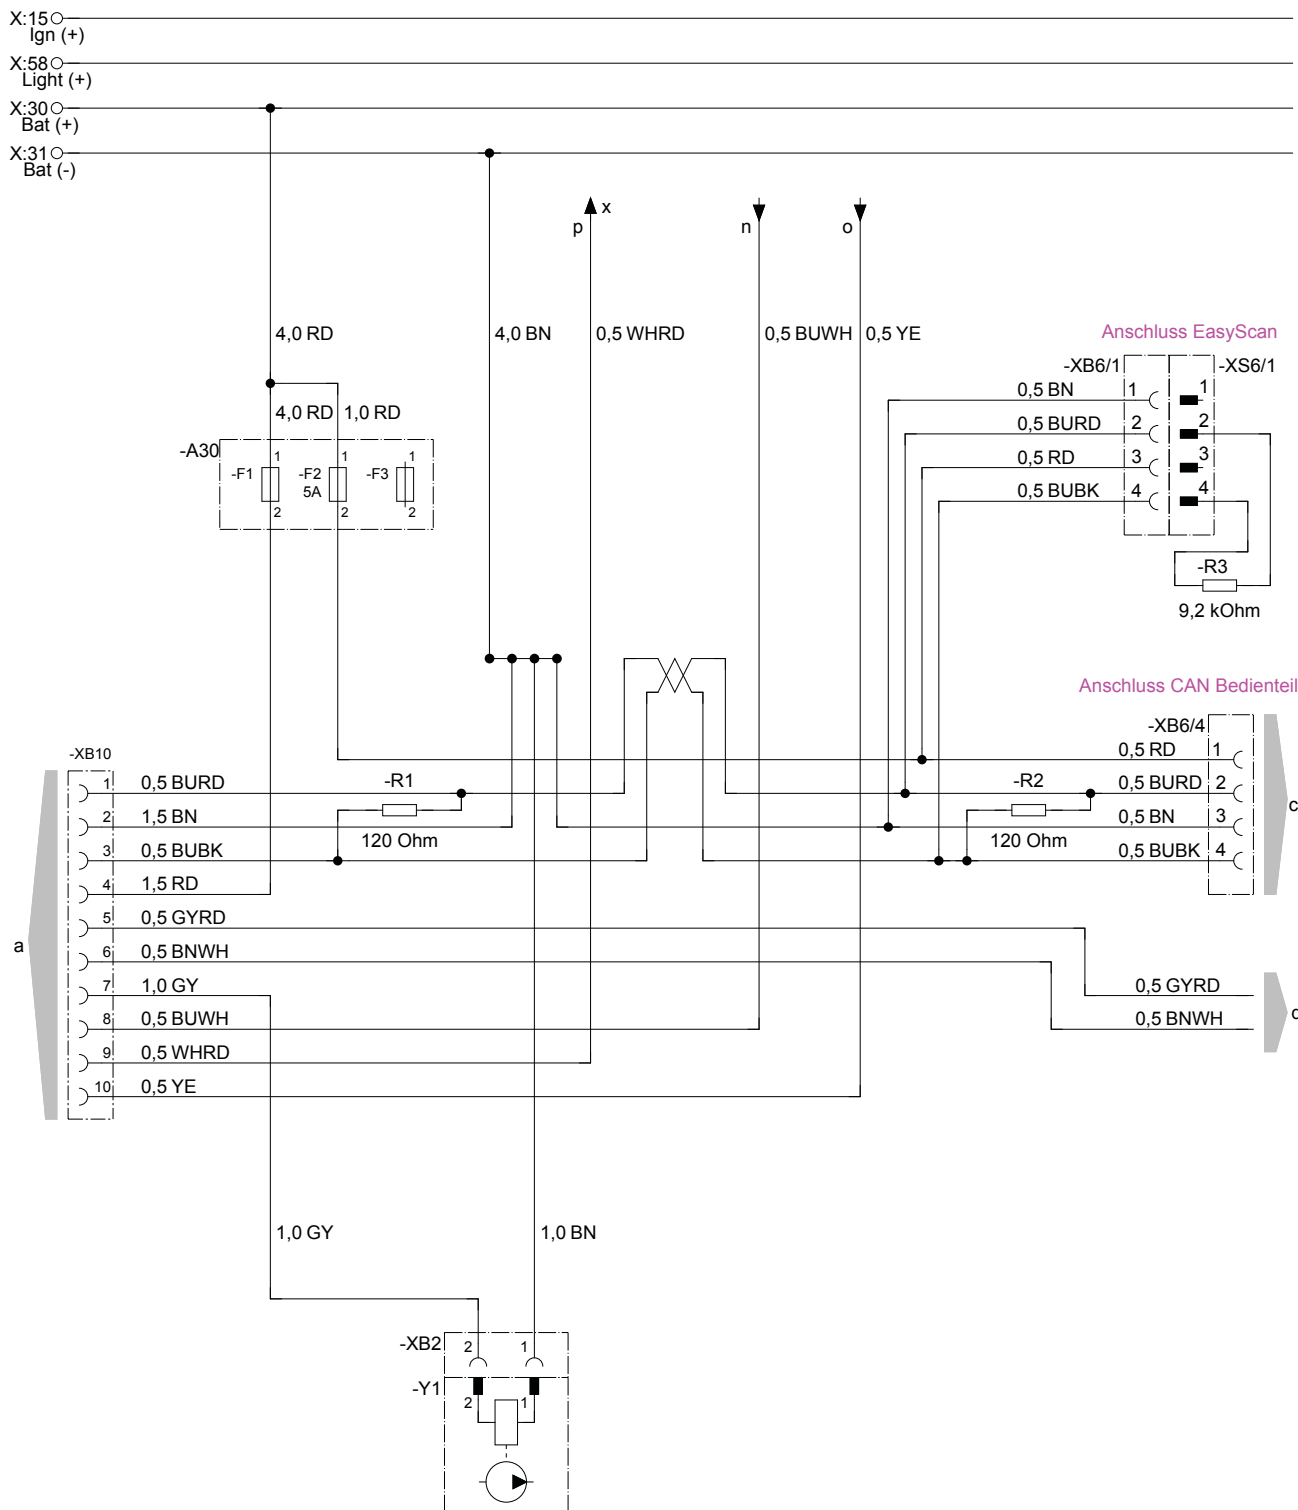 X:15
Ign (+)
X:58
Light (+)
X:30
Bat (+)
X:31
Bat (-)
x
p
n
o
4,0 RD
4,0 BN
0,5 WHRD
0,5 BUWH
0,5 YE
Anschluss EasyScan
-XB6/1
-XS6/1
0,5 BN
1
1
0,5 BURD
2
2
0,5 RD
3
3
0,5 BUBK
4
4
4,0 RD
1,0 RD
-A30
1
1
1
-F1
-F2
5A
-F3
2
2
2
-R3
9,2 kOhm
Anschluss CAN Bedienteil
-XB6/4
-XB10
0,5 RD
1
1
0,5 BURD
-R1
-R2
0,5 BURD
2
2
1,5 BN
0,5 BN
3
c
120 Ohm
120 Ohm
3
0,5 BUBK
0,5 BUBK
4
4
1,5 RD
5
0,5 GYRD
a
6
0,5 BNWH
7
1,0 GY
0,5 GYRD
8
0,5 BUWH
0,5 BNWH
9
0,5 WHRD
10
0,5 YE
1,0 GY
1,0 BN
-XB2
2
1
-Y1
2
1